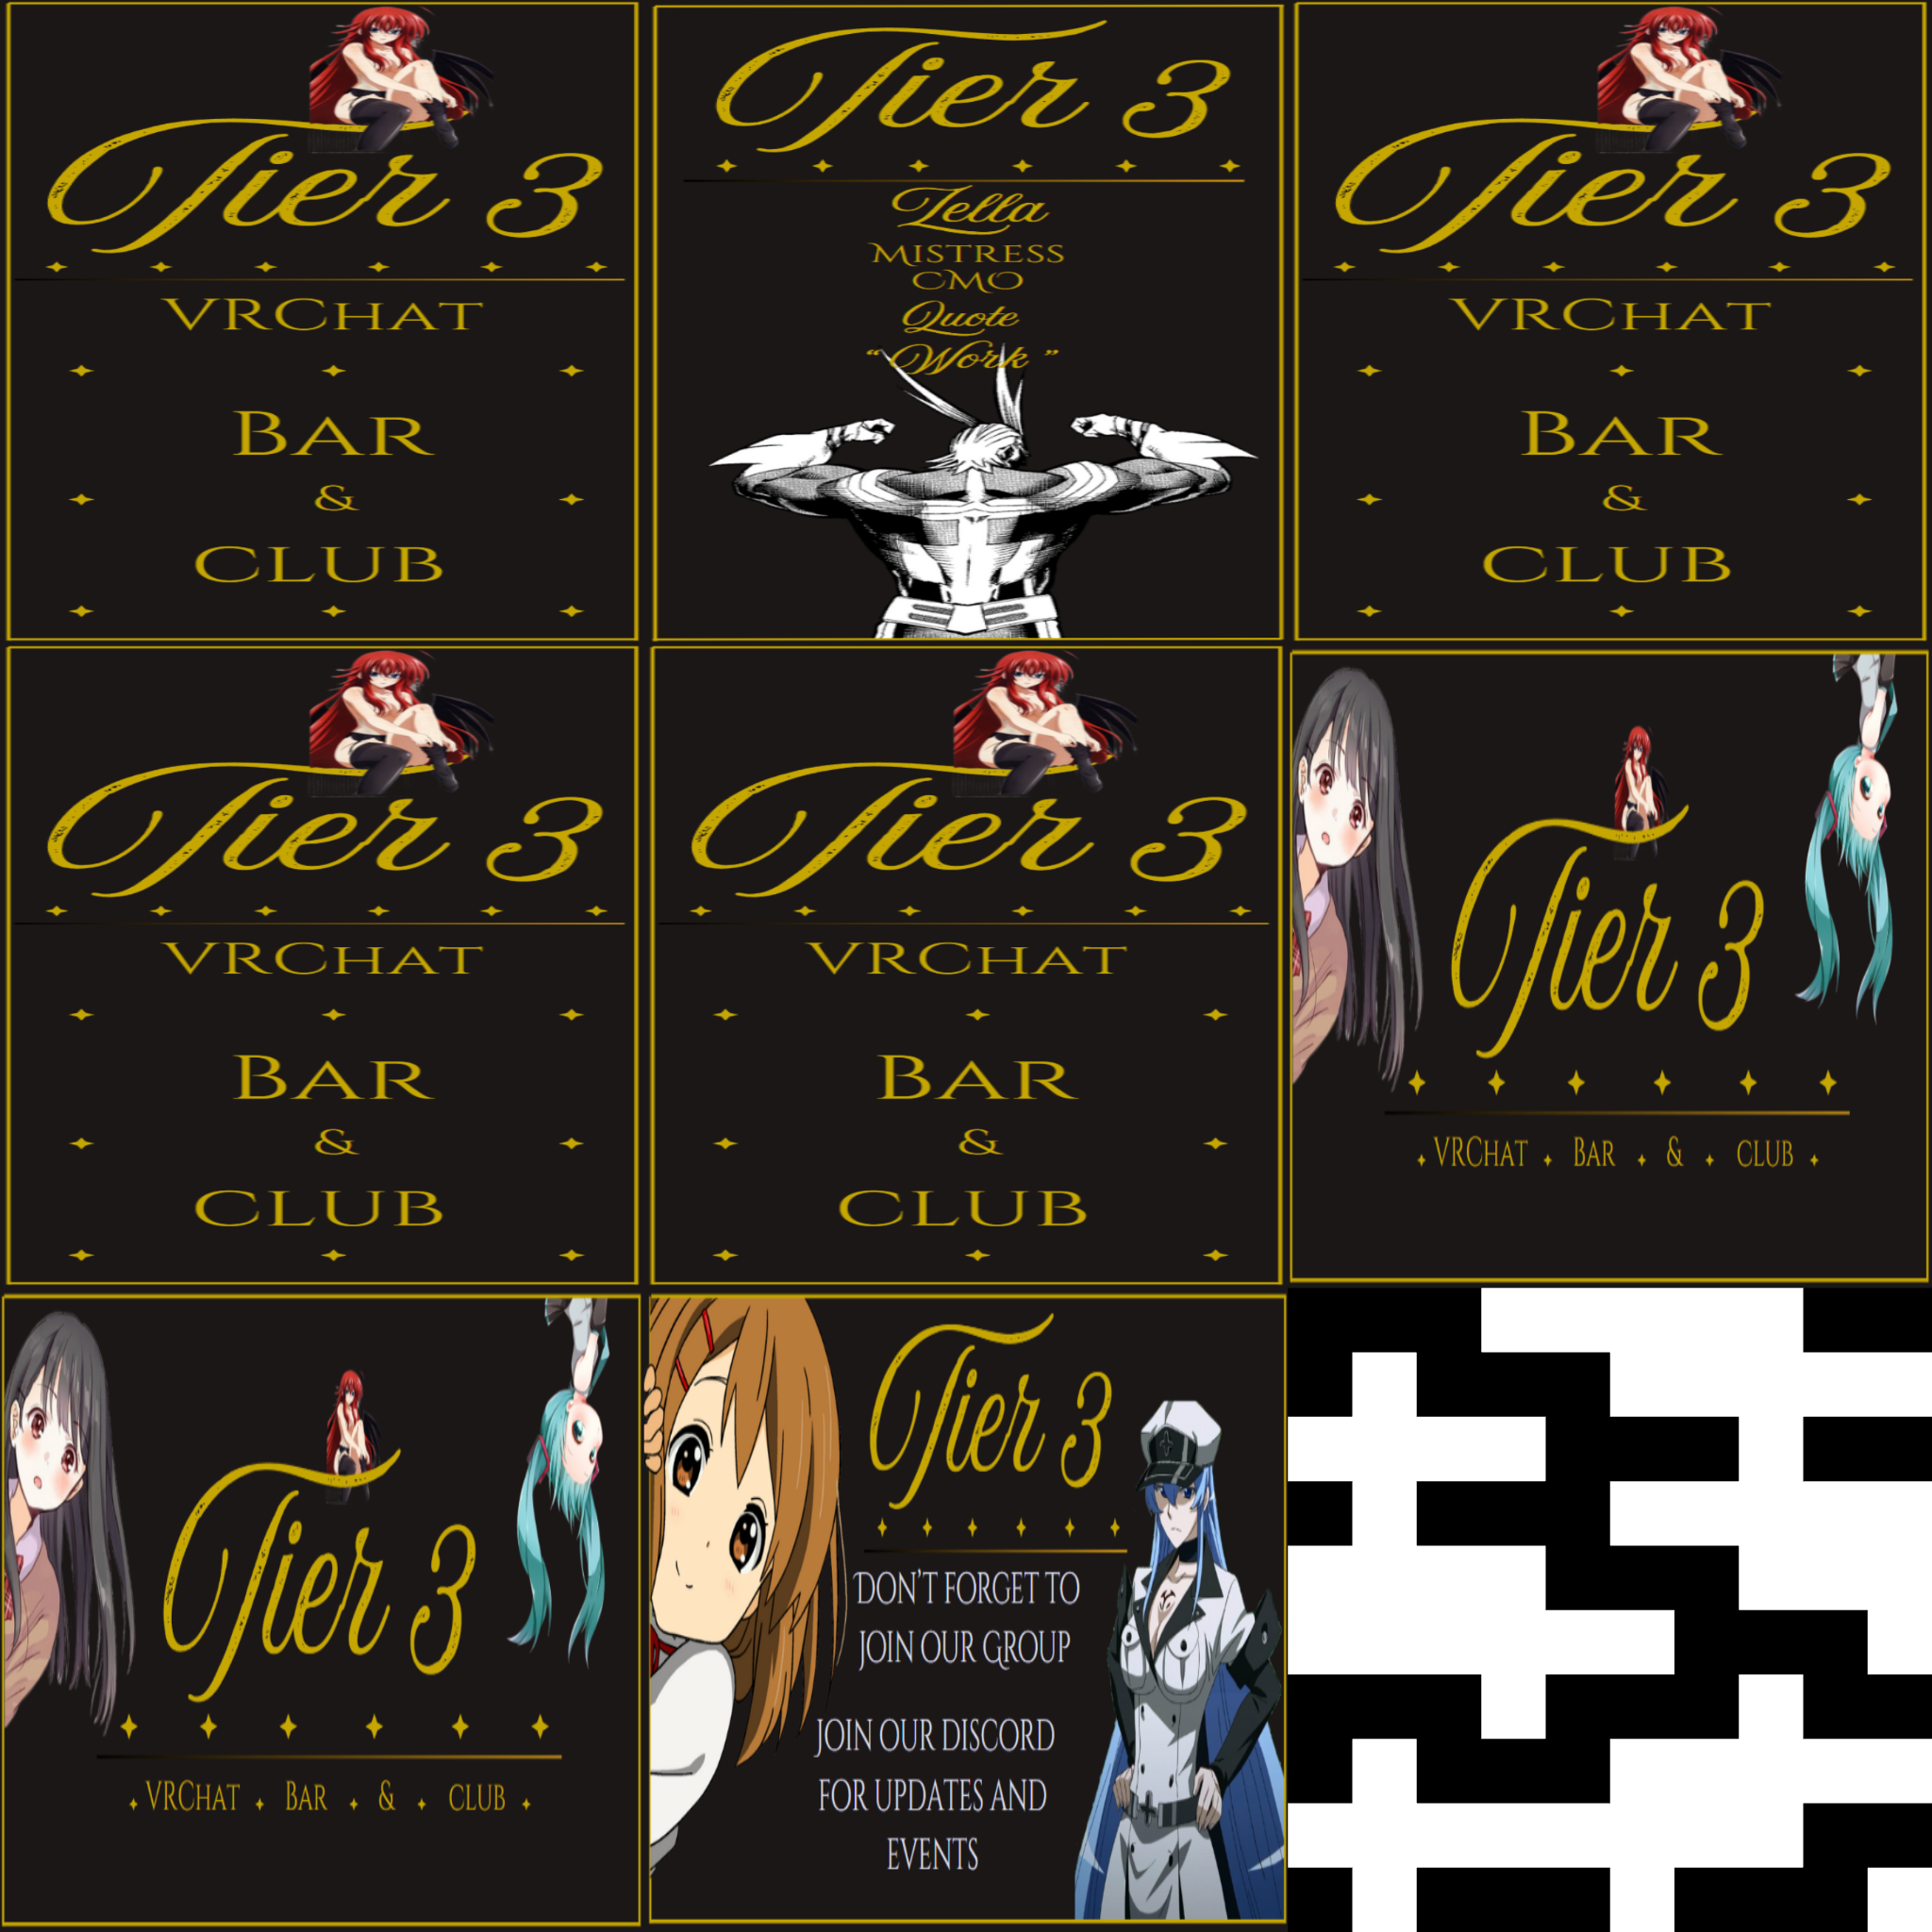 Tier 3
VRChat
Bar
&
club
Tier 3
Zella
Mistress
CMO
Quote
“Work”
Tier 3
VRChat
Bar
&
club
Tier 3
VRChat
Bar
&
club
Tier 3
VRChat
Bar
&
club
Tier 3
VRChat Bar & club
Tier 3
VRChat Bar & club
Tier 3
Don't forget to
join our Group
join our discord
for updates and
events